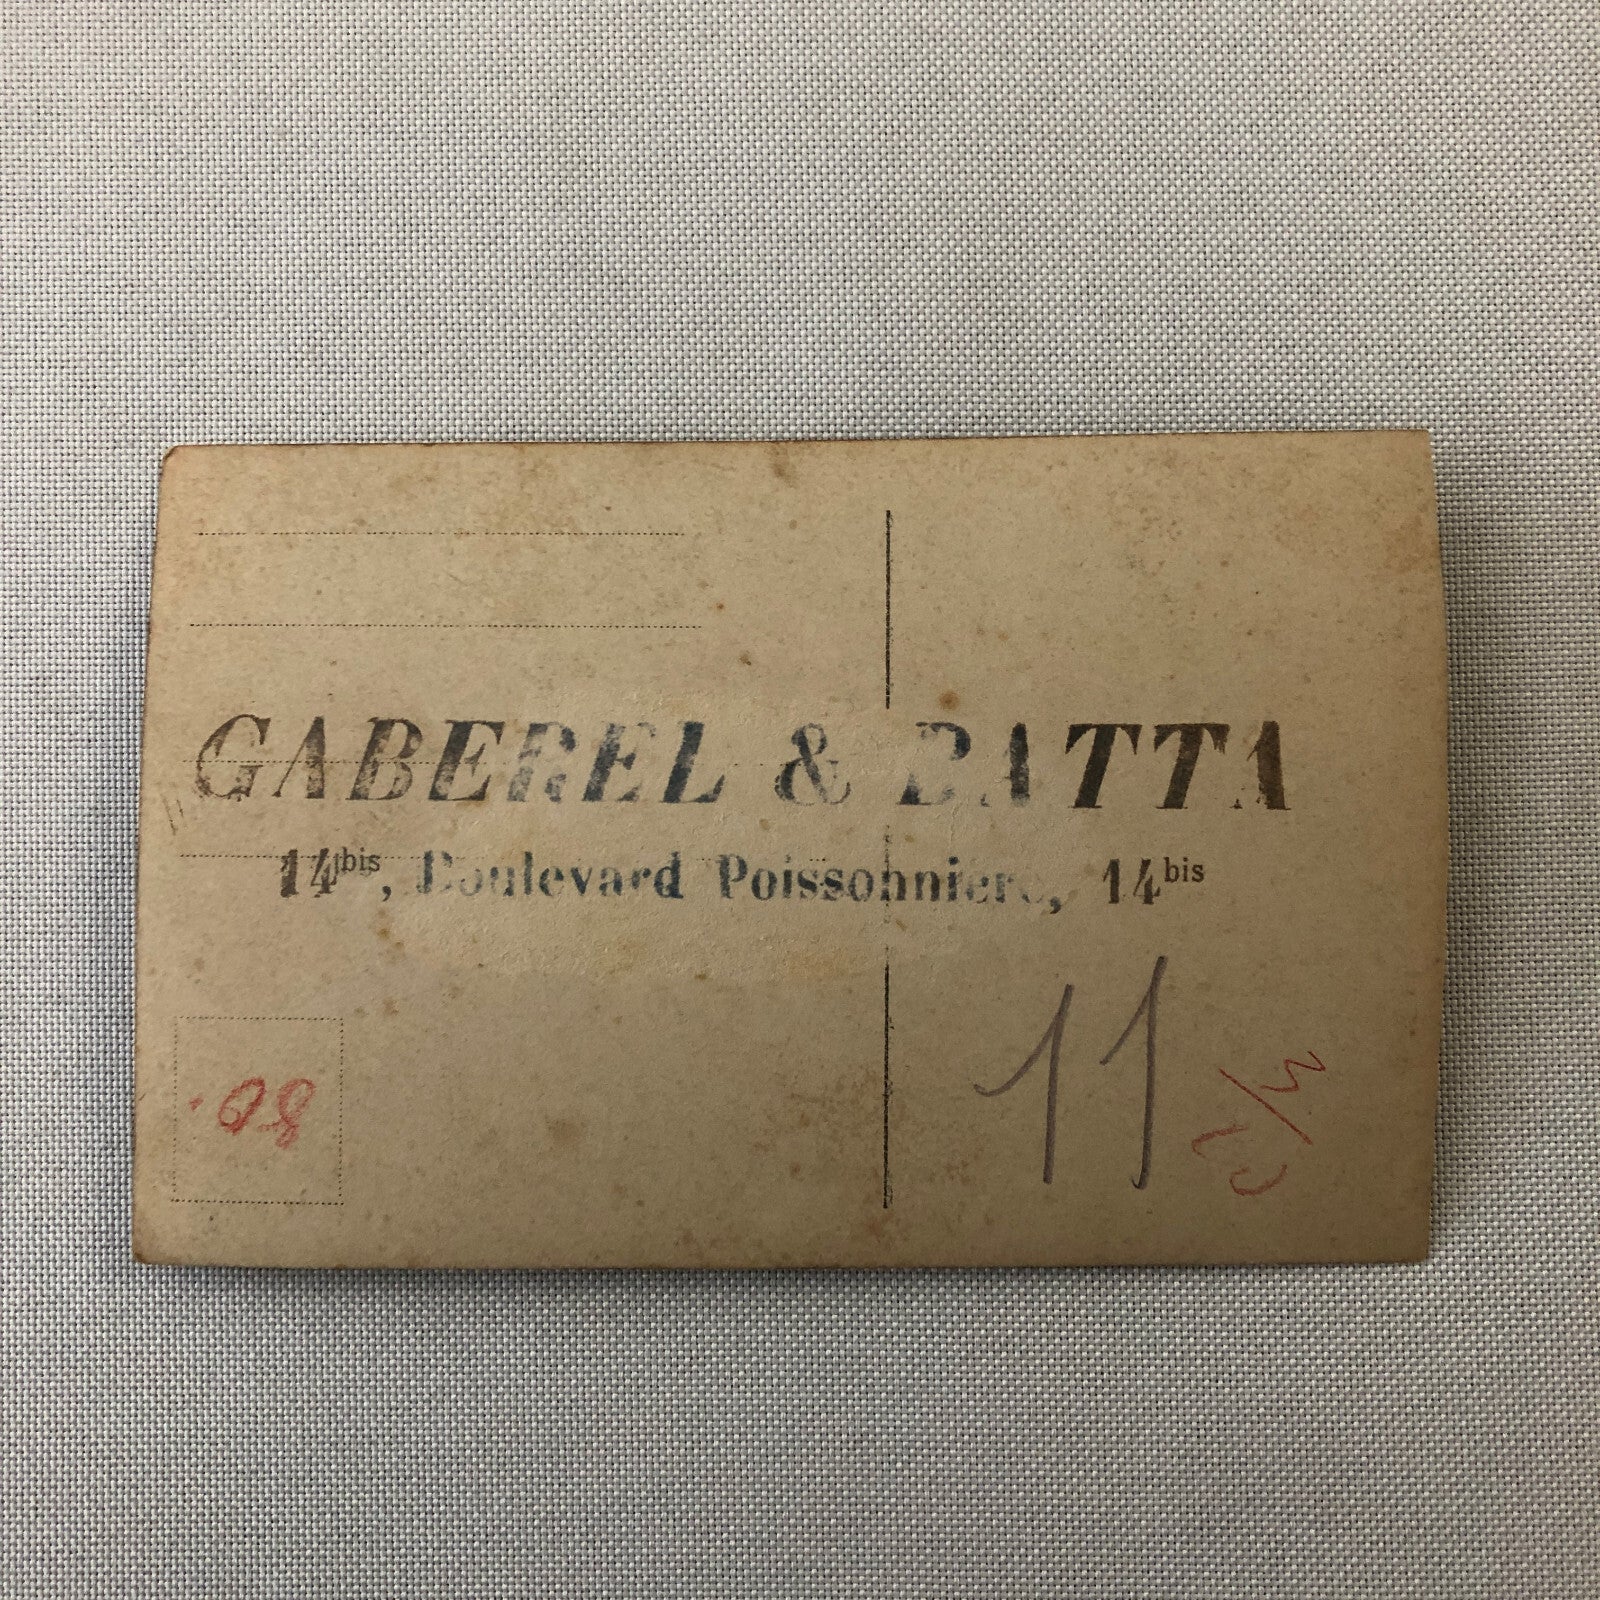 GABEREL & BATTA
14bis, Boulevard Poissonnière, 14bis
11